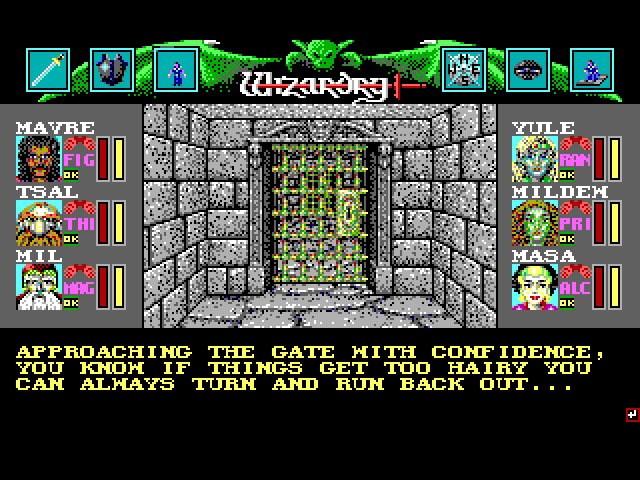 Wizardry
MAVRE
FIG
OK
TSAL
THI
OK
MIL
MAG
OK
YULE
RAN
OK
MILDEW
PRI
OK
MASA
ALC
OK
APPROACHING THE GATE WITH CONFIDENCE,
YOU KNOW IF THINGS GET TOO HAIRY YOU
CAN ALWAYS TURN AND RUN BACK OUT...